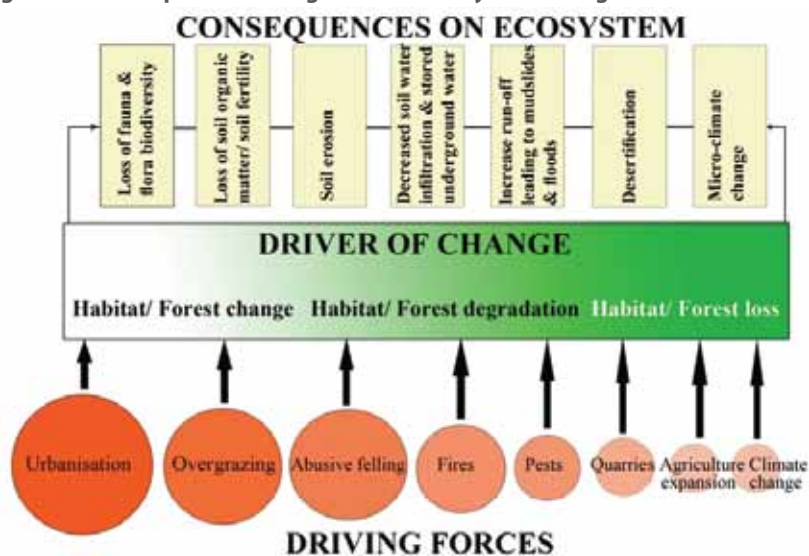 CONSEQUENCES ON ECOSYSTEM
Loss of fauna &
flora biodiversity
Loss of soil organic
matter/ soil fertility
Soil erosion
Decreased soil water
infiltration & stored
underground water
Increase run-off
leading to mudslides
& floods
Desertification
Micro-climate
change
DRIVER OF CHANGE
Habitat/ Forest change
Habitat/ Forest degradation
Habitat/ Forest loss
Urbanisation
Overgrazing
Abusive felling
Fires
Pests
Quarries
Agriculture
expansion
Climate
change
DRIVING FORCES